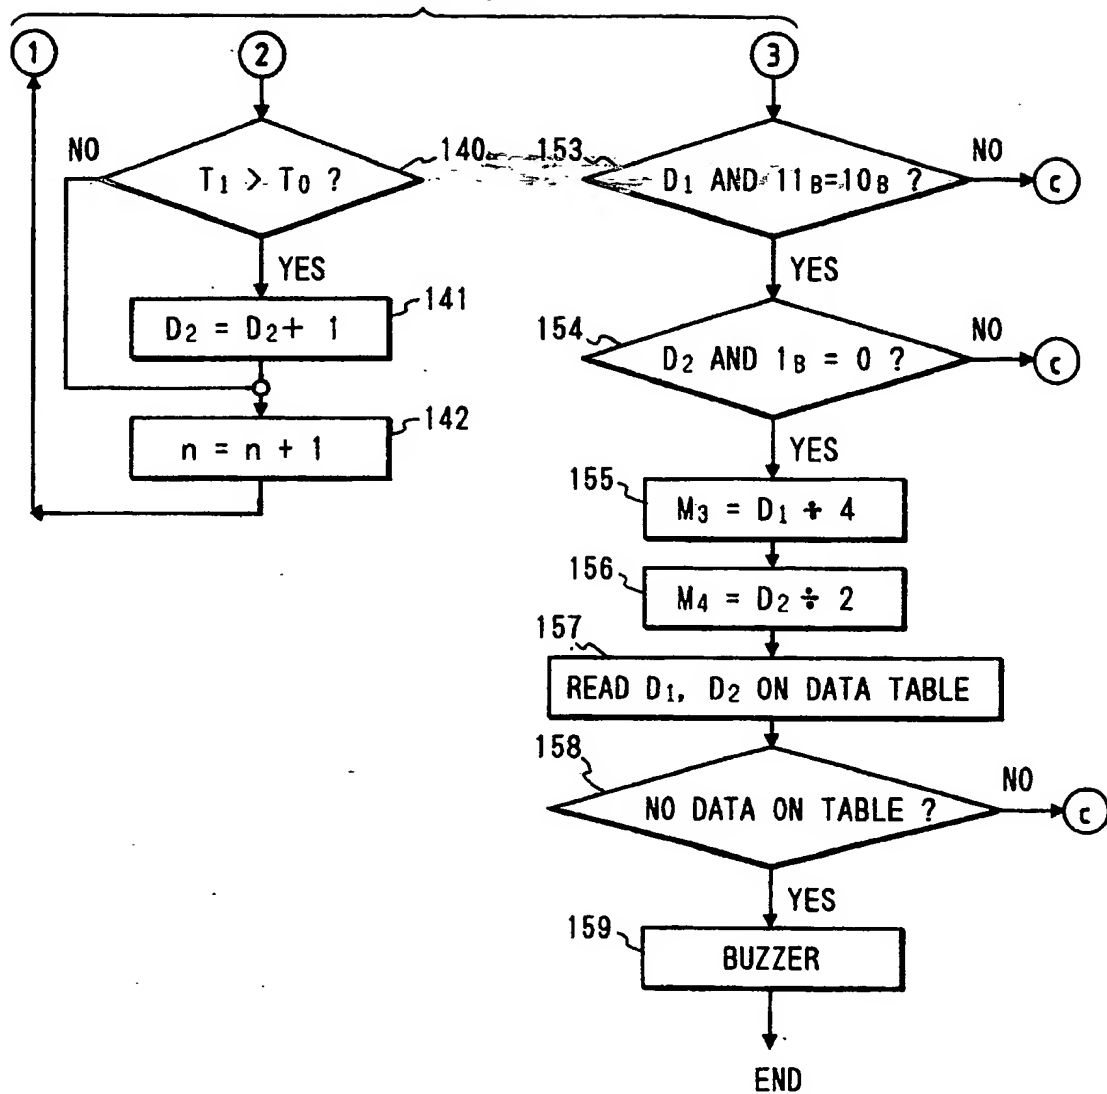 1
2
3
NO
T1 > T0 ?
140
YES
D2 = D2 + 1
141
n = n + 1
142
153
D1 AND 11B=10B ?
NO
c
YES
154
D2 AND 1B = 0 ?
NO
c
YES
155
M3 = D1 ÷ 4
156
M4 = D2 ÷ 2
157
READ D1, D2 ON DATA TABLE
158
NO DATA ON TABLE ?
NO
c
YES
159
BUZZER
END